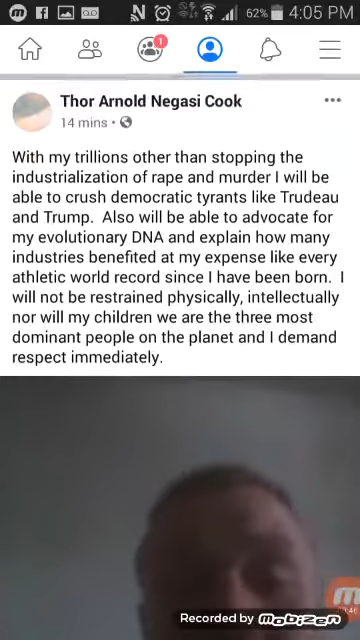 62% 4:05 PM
1
Thor Arnold Negasi Cook
14 mins •
With my trillions other than stopping the
industrialization of rape and murder I will be
able to crush democratic tyrants like Trudeau
and Trump.  Also will be able to advocate for
my evolutionary DNA and explain how many
industries benefited at my expense like every
athletic world record since I have been born.  I
will not be restrained physically, intellectually
nor will my children we are the three most
dominant people on the planet and I demand
respect immediately.
Recorded by mobizen